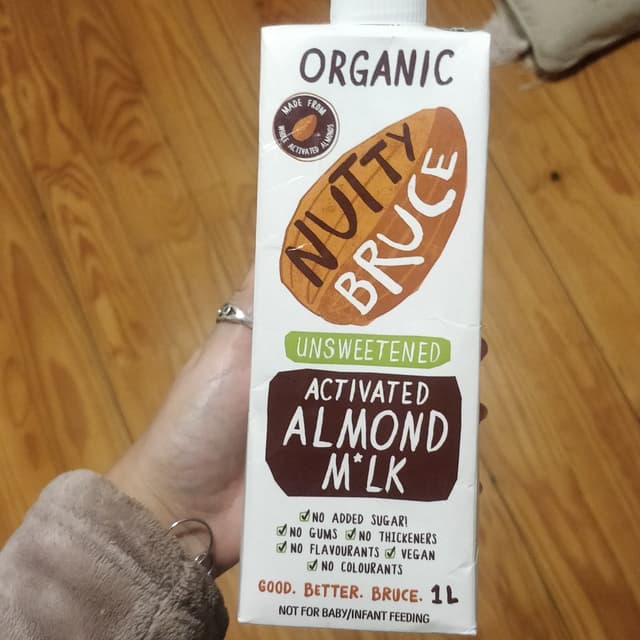 ORGANIC
MADE FROM
WHOLE ACTIVATED ALMONDS
NUTTY
BRUCE
UNSWEETENED
ACTIVATED
ALMOND
M*LK
NO ADDED SUGAR!
NO GUMS NO THICKENERS
NO FLAVOURANTS VEGAN
NO COLOURANTS
GOOD. BETTER. BRUCE. 1L
NOT FOR BABY/INFANT FEEDING